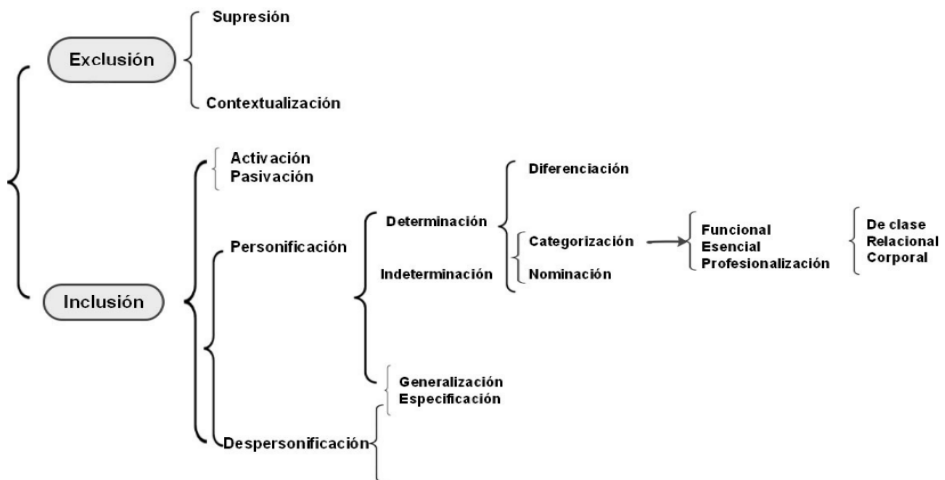 Supresión
Exclusión
Contextualización
Activación
Pasivación
Diferenciación
Determinación
Personificación
Categorización
Funcional
Esencial
Profesionalización
De clase
Relacional
Corporal
Indeterminación
Nominación
Inclusión
Generalización
Especificación
Despersonificación